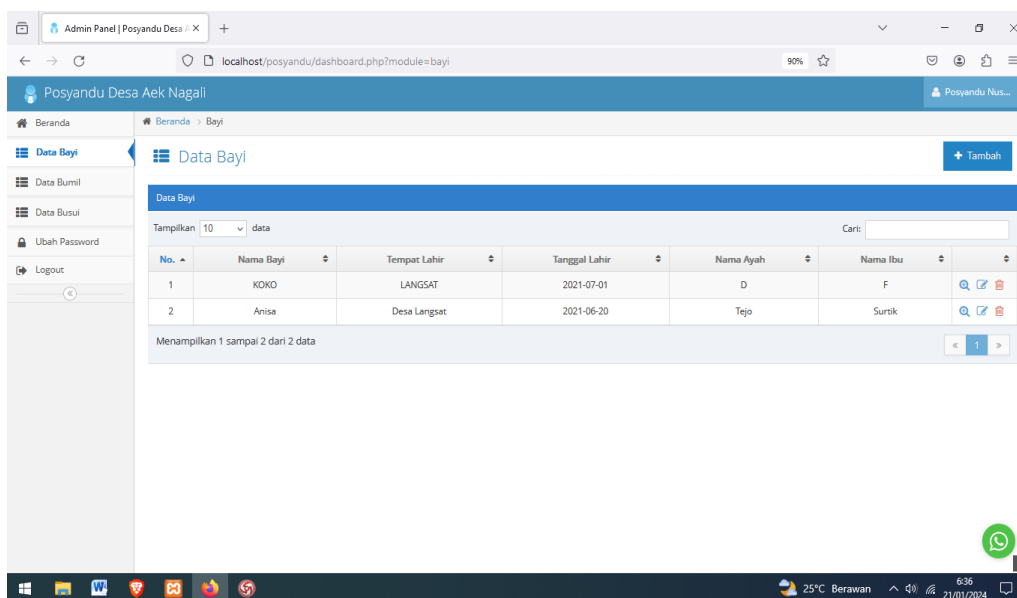 Admin Panel | Posyandu Desa A
localhost/posyandu/dashboard.php?module=bayi 90%
Posyandu Desa Aek Nagali
Posyandu Nus...
Beranda
Data Bayi
Data Bumil
Data Busui
Ubah Password
Logout
Beranda > Bayi
Data Bayi
+ Tambah
Data Bayi
Tampilkan 10 data
Cari:
No. Nama Bayi Tempat Lahir Tanggal Lahir Nama Ayah Nama Ibu
1 KOKO LANGSAT 2021-07-01 D F
2 Anisa Desa Langsat 2021-06-20 Tejo Surtik
Menampilkan 1 sampai 2 dari 2 data
« 1 »
25°C Berawan
6:36
21/01/2024